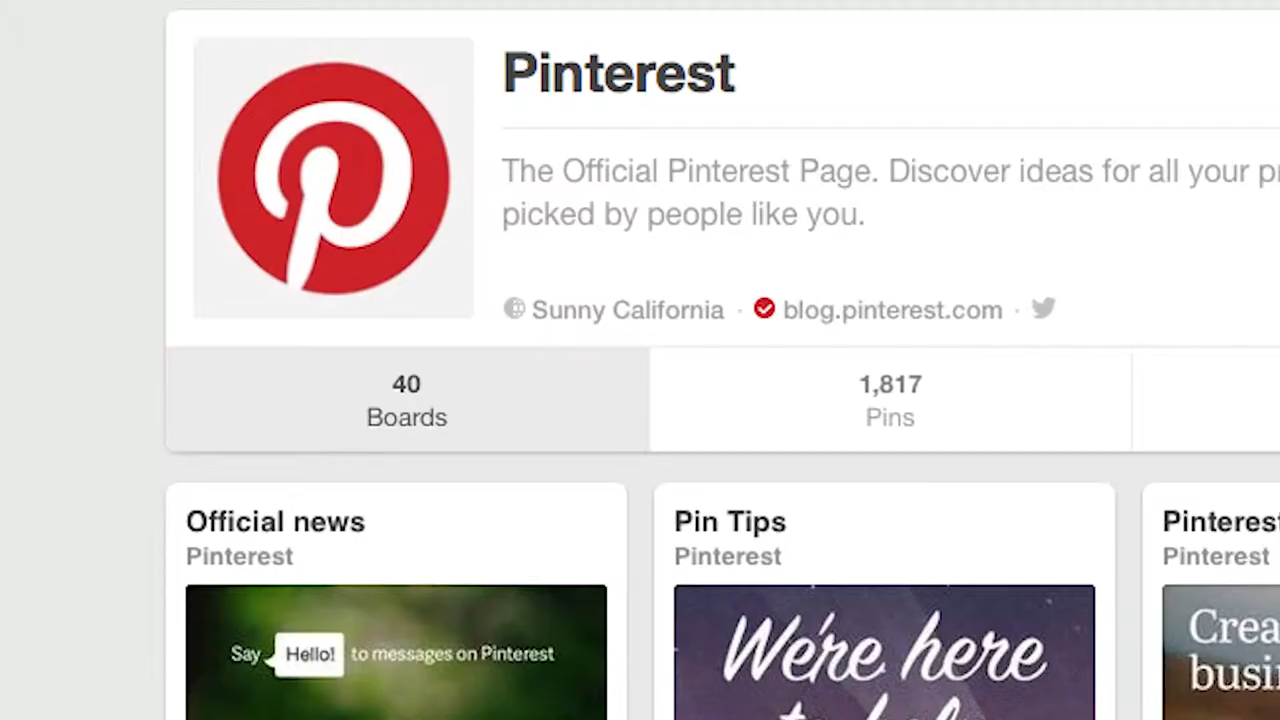 Pinterest
The Official Pinterest Page. Discover ideas for all your
picked by people like you.
Sunny California · blog.pinterest.com ·
40
Boards
1,817
Pins
Official news
Pinterest
Say Hello! to messages on Pinterest
Pin Tips
Pinterest
We're here
Pinterest
Pinterest